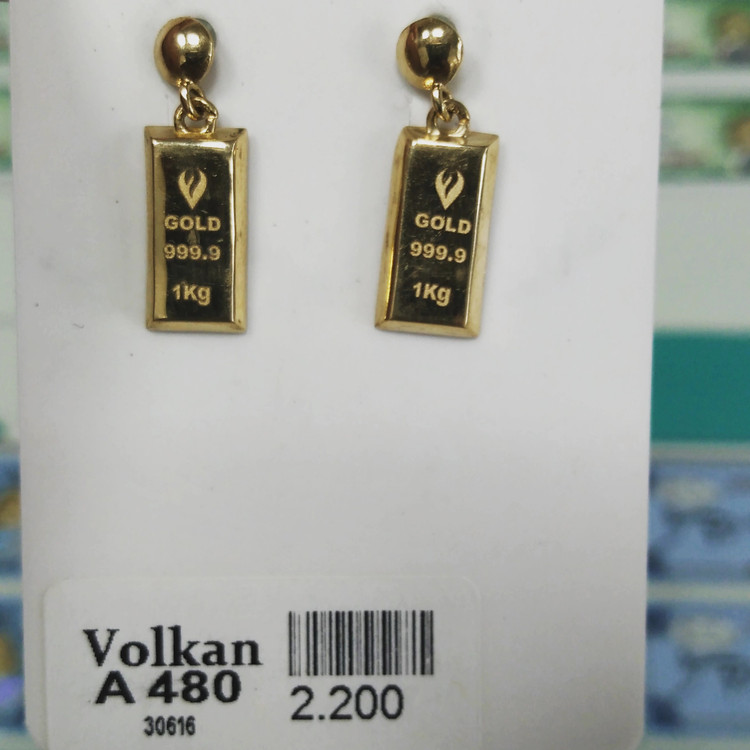 GOLD
999.9
1Kg
GOLD
999.9
1Kg
Volkan
A 480
30616
2.200